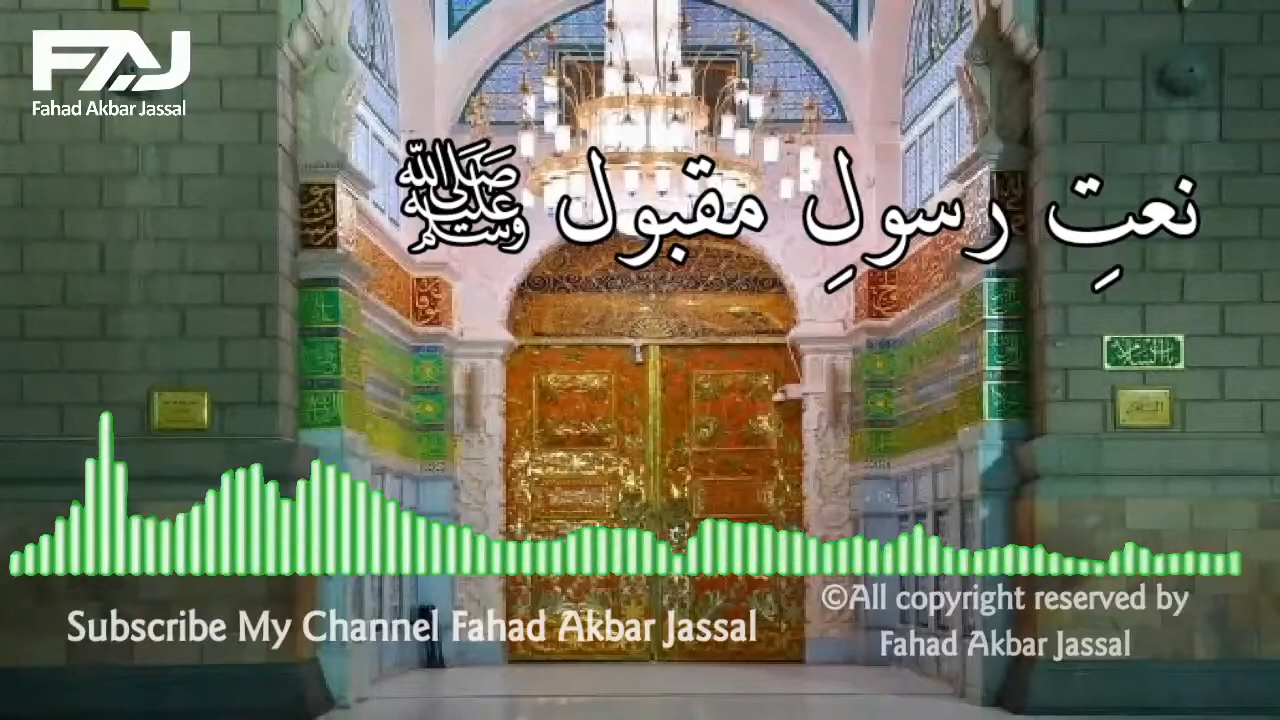 FAJ
Fahad Akbar Jassal
نعتِ رسولِ مقبول ﷺ
Subscribe My Channel Fahad Akbar Jassal
©All copyright reserved by
Fahad Akbar Jassal